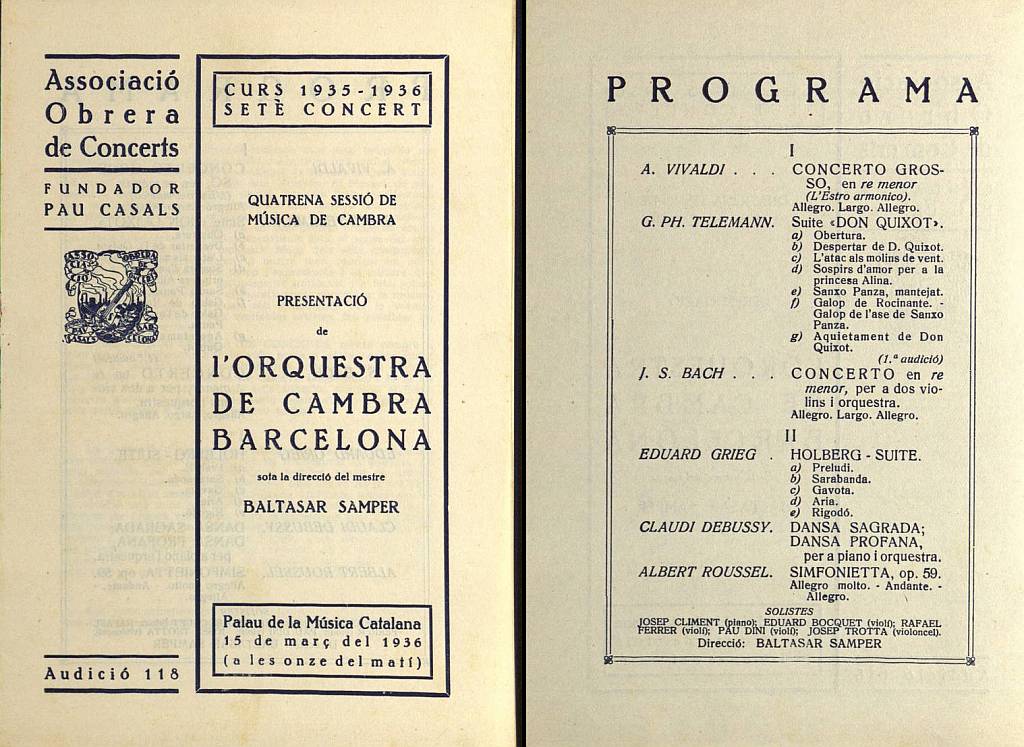 Associació
Obrera
de Concerts
FUNDADOR
PAU CASALS
Audició 118
CURS 1935-1936
SETÈ CONCERT
QUATRENA SESSIÓ DE
MÚSICA DE CAMBRA
PRESENTACIÓ
de
l'ORQUESTRA
DE CAMBRA
BARCELONA
sota la direcció del mestre
BALTASAR SAMPER
Palau de la Música Catalana
15 de març del 1936
(a les onze del matí)
PROGRAMA
I
A. VIVALDI . . . CONCERTO GROS-
SO, en re menor
(L'Estro armonico).
Allegro. Largo. Allegro.
G. PH. TELEMANN. Suite «DON QUIXOT».
a) Obertura.
b) Despertar de D. Quixot.
c) L'atac als molins de vent.
d) Sospirs d'amor per a la
princesa Alina.
e) Sanxo Panza, mantejat.
f) Galop de Rocinante. -
Galop de l'ase de Sanxo
Panza.
g) Aquietament de Don
Quixot.
(1.ª audició)
J. S. BACH . . . CONCERTO en re
menor, per a dos vio-
lins i orquestra.
Allegro. Largo. Allegro.
II
EDUARD GRIEG . HOLBERG - SUITE.
a) Preludi.
b) Sarabanda.
c) Gavota.
d) Aria.
e) Rigodó.
CLAUDI DEBUSSY. DANSA SAGRADA;
DANSA PROFANA,
per a piano i orquestra.
ALBERT ROUSSEL. SIMFONIETTA, op. 59.
Allegro molto. - Andante. -
Allegro.
SOLISTES
JOSEP CLIMENT (piano); EDUARD BOCQUET (violí); RAFAEL
FERRER (violí); PAU DINI (violí); JOSEP TROTTA (violoncel).
Direcció: BALTASAR SAMPER